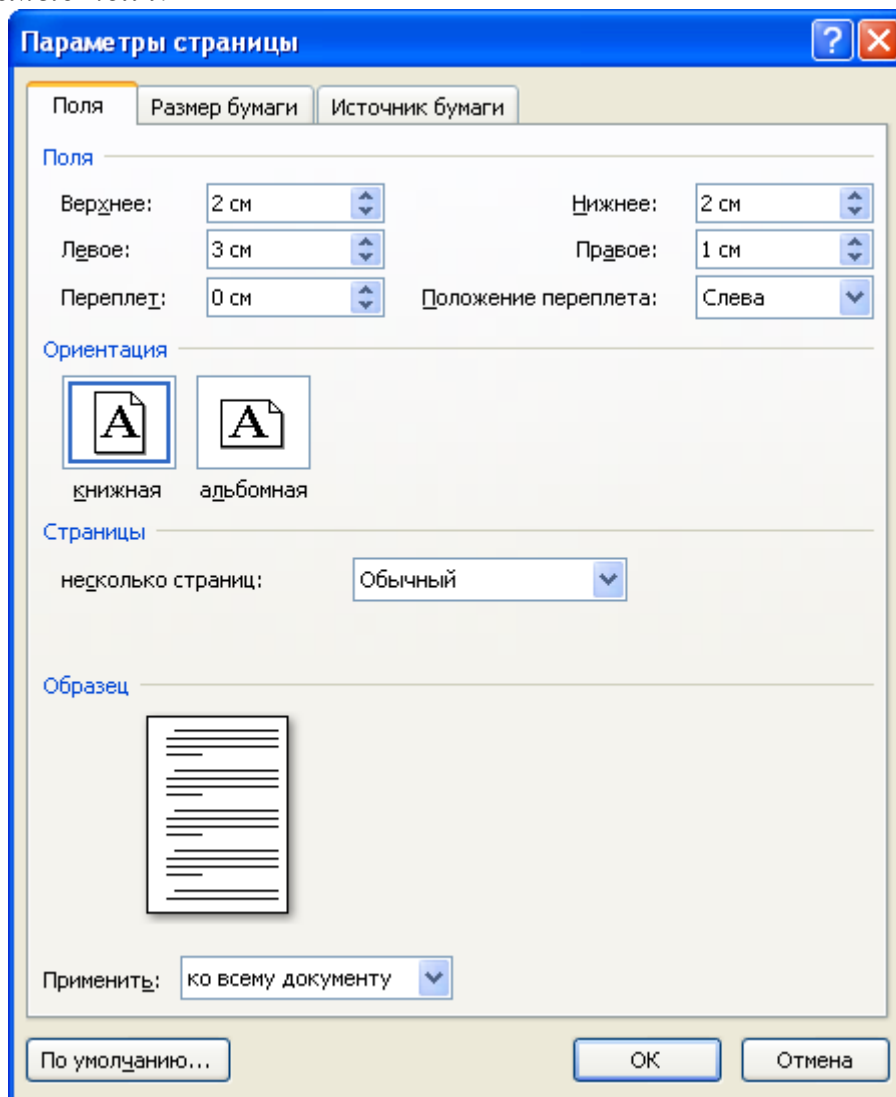 Параметры страницы
Поля Размер бумаги Источник бумаги
Поля
Верхнее: 2 см Нижнее: 2 см
Левое: 3 см Правое: 1 см
Переплет: 0 см Положение переплета: Слева
Ориентация
A A
книжная альбомная
Страницы
несколько страниц: Обычный
Образец
Применить: ко всему документу
По умолчанию... ОК Отмена